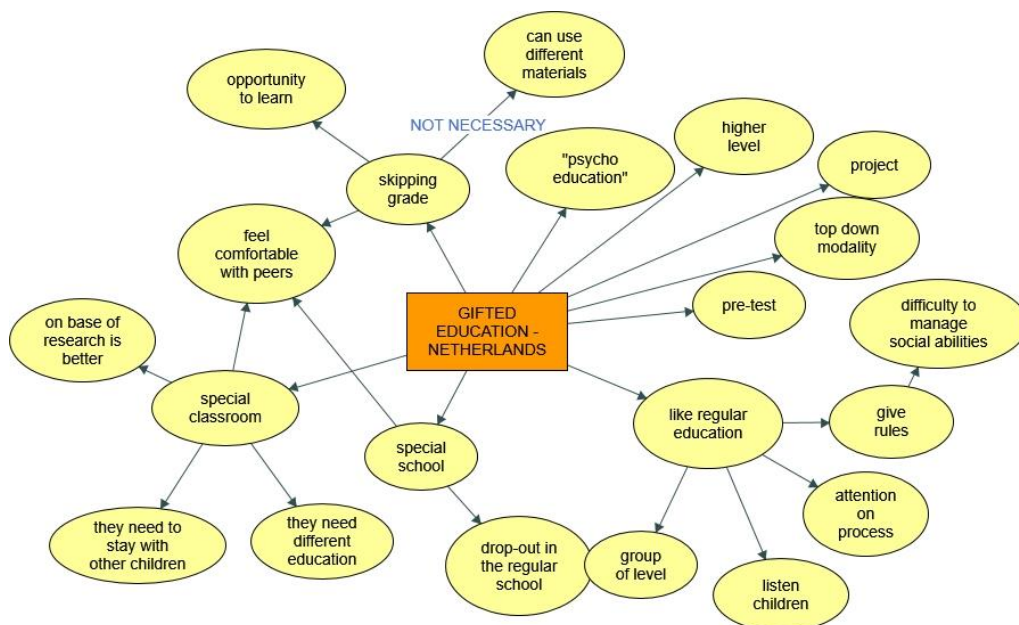 can use
different
materials
opportunity
to learn
NOT NECESSARY
higher
level
"psycho
education"
project
skipping
grade
top down
modality
feel
comfortable
with peers
pre-test
difficulty to
manage
social abilities
GIFTED
EDUCATION -
NETHERLANDS
on base of
research is
better
special
classroom
like regular
education
give
rules
special
school
attention
on
process
they need to
stay with
other children
they need
different
education
drop-out in
the regular
school
group
of level
listen
children